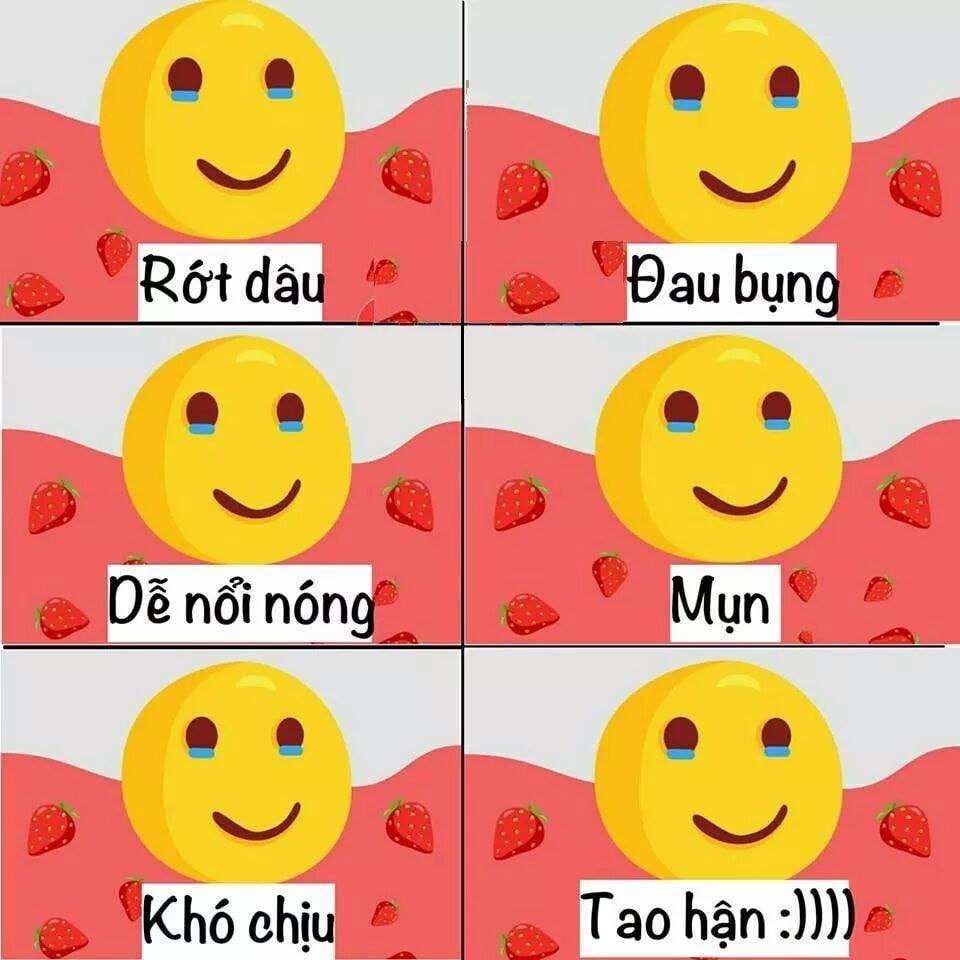 Rớt dâu
Đau bụng
Dễ nổi nóng
Mụn
Khó chịu
Tao hận :))))